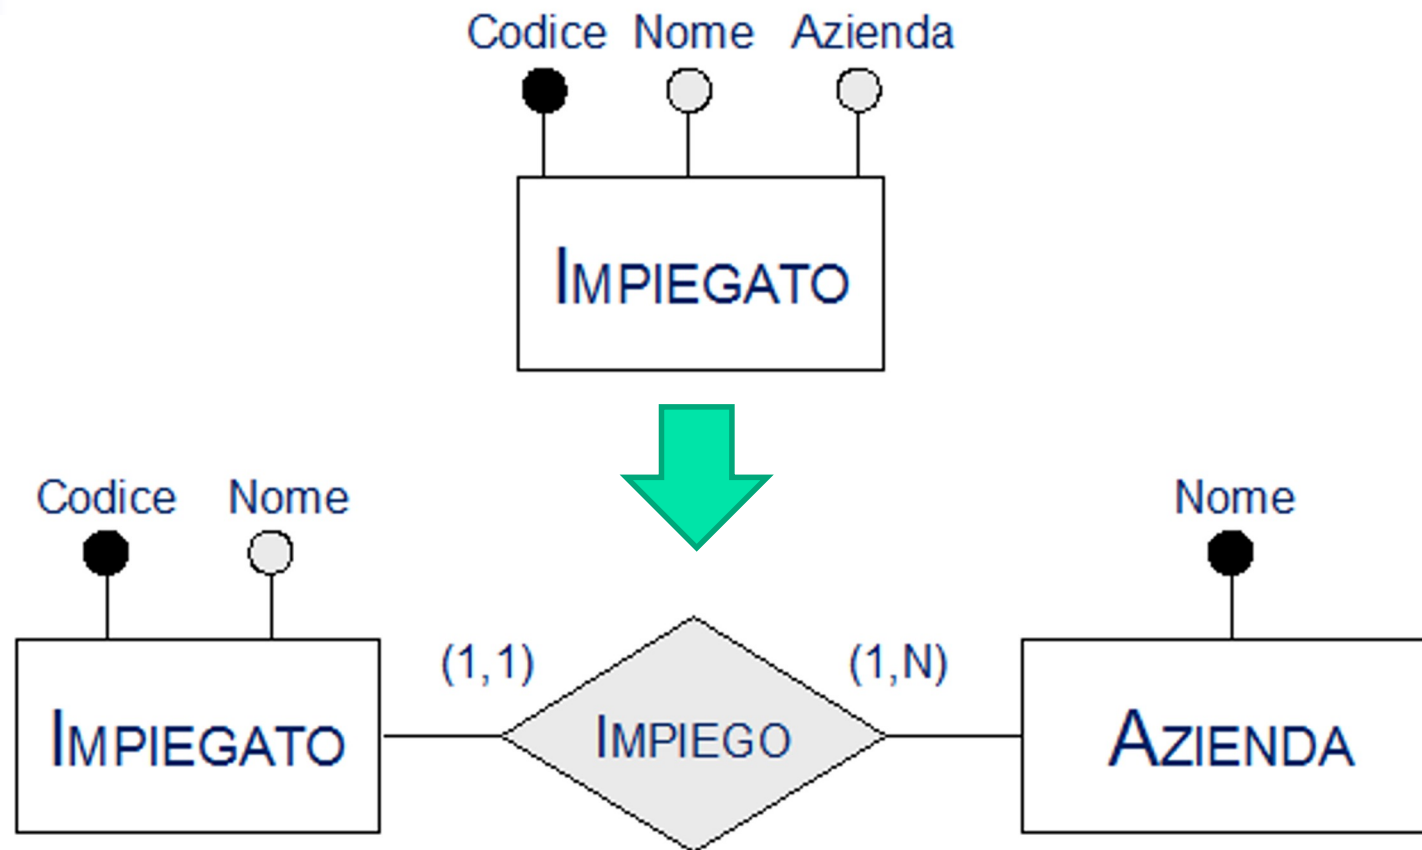 Codice Nome Azienda
IMPIEGATO
Codice Nome
Nome
(1,1)
(1,N)
IMPIEGATO
IMPIEGO
AZIENDA